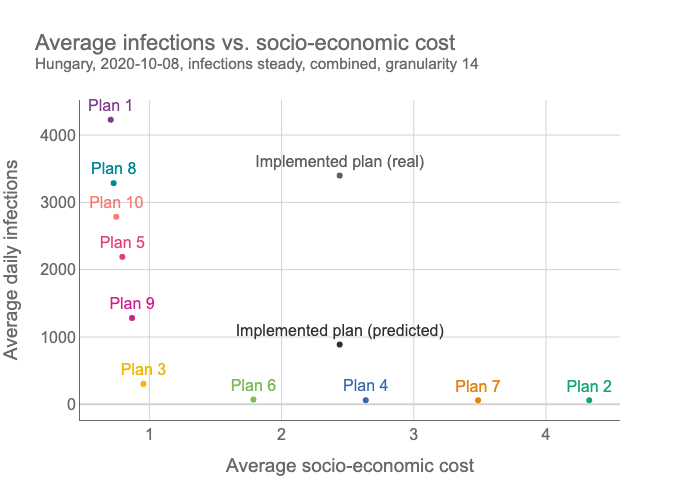 Average infections vs. socio-economic cost
Hungary, 2020-10-08, infections steady, combined, granularity 14
Plan 1
4000
Implemented plan (real)
Plan 8
Plan 10
3000
Plan 5
2000
Plan 9
Implemented plan (predicted)
1000
Plan 3
Plan 6
Plan 4
Plan 7
Plan 2
0
1
2
3
4
Average daily infections
Average socio-economic cost